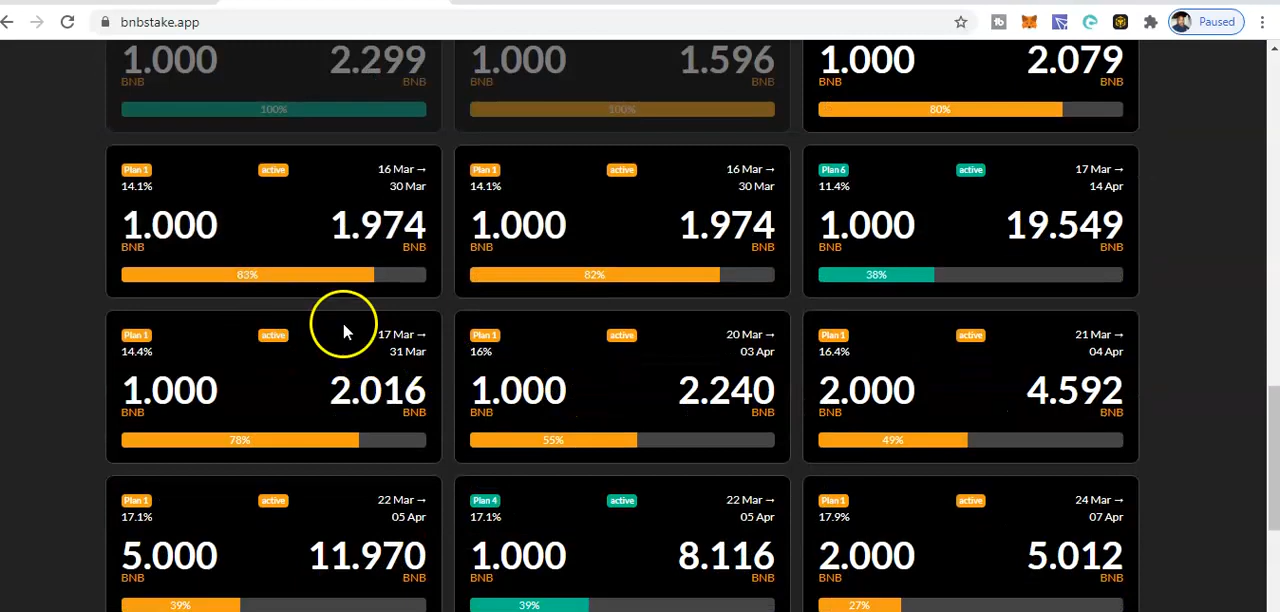 bnbstake.app
Paused
1.000 2.299 1.000 1.596 1.000 2.079
BNB BNB BNB BNB BNB BNB
100% 100% 80%
Plan 1 active 16 Mar → Plan 1 active 16 Mar → Plan 6 active 17 Mar →
14.1% 30 Mar 14.1% 30 Mar 11.4% 14 Apr
1.000 1.974 1.000 1.974 1.000 19.549
BNB BNB BNB BNB BNB BNB
83% 82% 38%
Plan 1 active 17 Mar → Plan 1 active 20 Mar → Plan 1 active 21 Mar →
14.4% 31 Mar 16% 03 Apr 16.4% 04 Apr
1.000 2.016 1.000 2.240 2.000 4.592
BNB BNB BNB BNB BNB BNB
78% 55% 49%
Plan 1 active 22 Mar → Plan 4 active 22 Mar → Plan 1 active 24 Mar →
17.1% 05 Apr 17.1% 05 Apr 17.9% 07 Apr
5.000 11.970 1.000 8.116 2.000 5.012
BNB BNB BNB BNB BNB BNB
39% 39% 27%